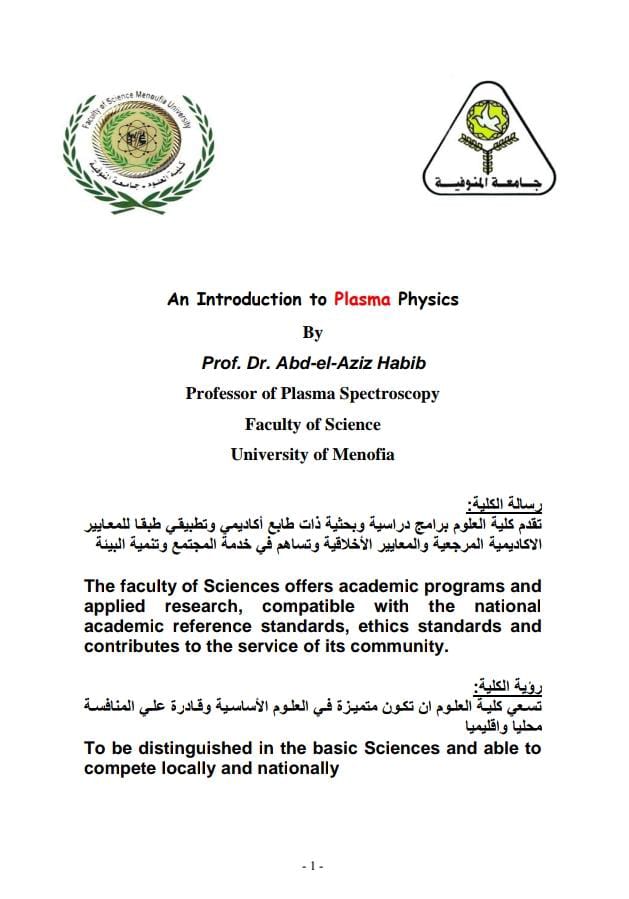 Faculty of Science Menoufia University
كلية العلوم - جامعة المنوفية
جامعة المنوفية
An Introduction to Plasma Physics
By
Prof. Dr. Abd-el-Aziz Habib
Professor of Plasma Spectroscopy
Faculty of Science
University of Menofia
رسالة الكلية:
تقدم كلية العلوم برامج دراسية وبحثية ذات طابع أكاديمي وتطبيقي طبقا للمعايير
الاكاديمية المرجعية والمعايير الأخلاقية وتساهم في خدمة المجتمع وتنمية البيئة
The faculty of Sciences offers academic programs and
applied research, compatible with the national
academic reference standards, ethics standards and
contributes to the service of its community.
رؤية الكلية:
تسعي كلية العلوم ان تكون متميزة في العلوم الأساسية وقادرة علي المنافسة
محليا واقليميا
To be distinguished in the basic Sciences and able to
compete locally and nationally
- 1 -